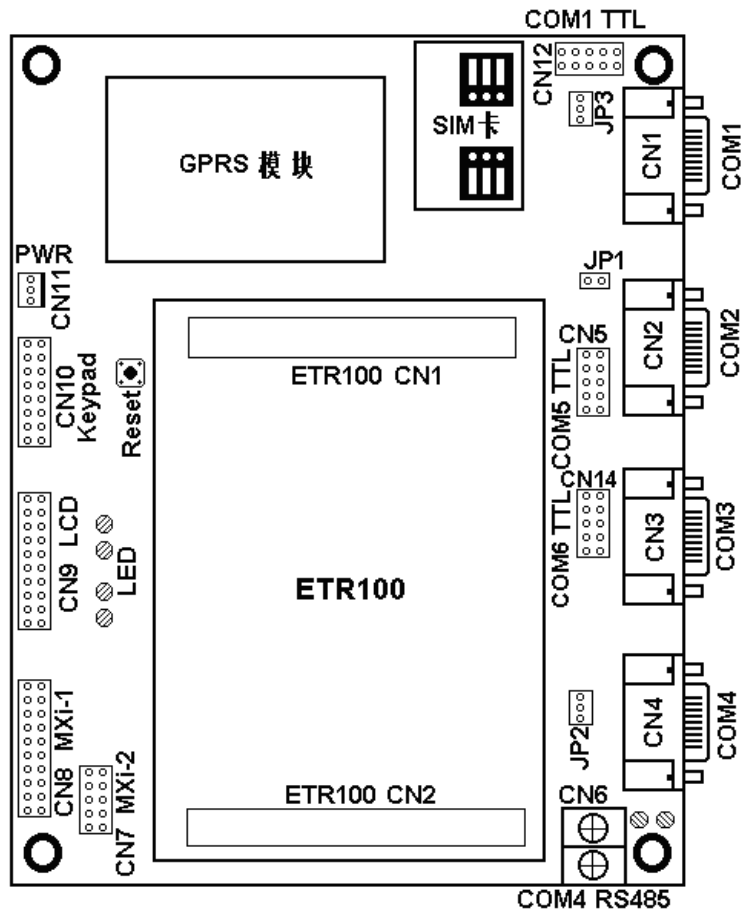 COM1 TTL
CN12
JP3
CN1
COM1
SIM卡
GPRS 模块
PWR
CN11
JP1
CN2
COM2
CN5
COM5 TTL
ETR100 CN1
CN10
Keypad
Reset
CN14
COM6 TTL
CN3
COM3
CN9 LCD
LED
ETR100
CN8 MXi-1
CN7 MXi-2
JP2
CN4
COM4
ETR100 CN2
CN6
COM4 RS485